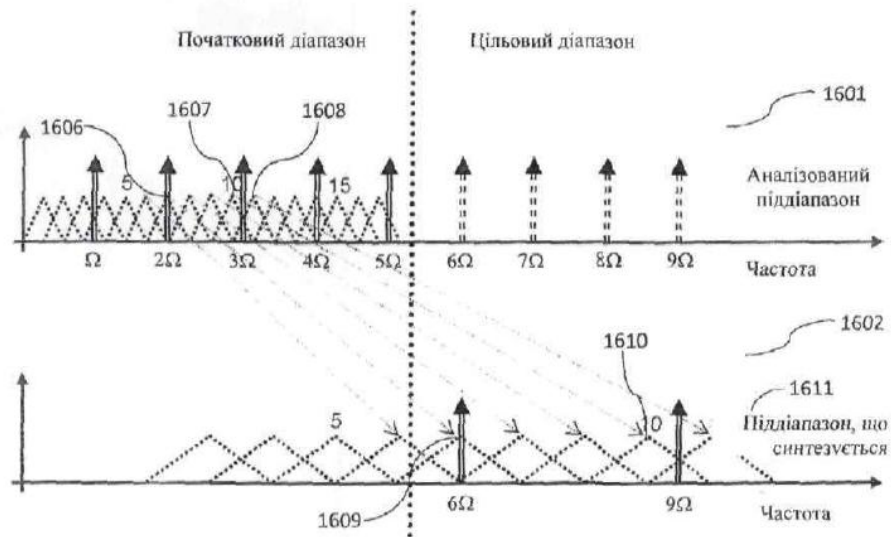 Початковий діапазон
Цільовий діапазон
1601
1606
1607
1608
5
10
15
Аналізований
піддіапазон
Ω
2Ω
3Ω
4Ω
5Ω
6Ω
7Ω
8Ω
9Ω
Частота
1602
1610
1611
5
10
Піддіапазон, що
синтезується
1609
6Ω
9Ω
Частота